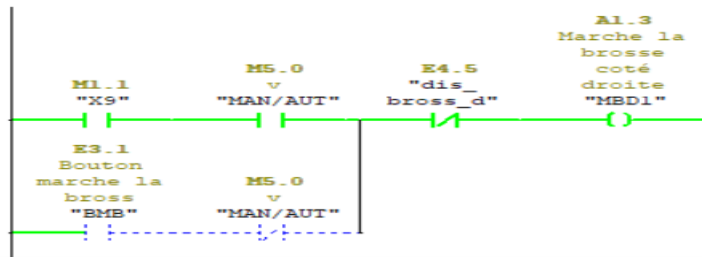 A1.3
Marche la
brosse
coté
droite
"MBD1"
M5.0
v
"MAN/AUT"
E4.5
"dis_
bross_d"
M1.1
"X9"
E3.1
Bouton
marche la
bross
"BMB"
M5.0
v
"MAN/AUT"